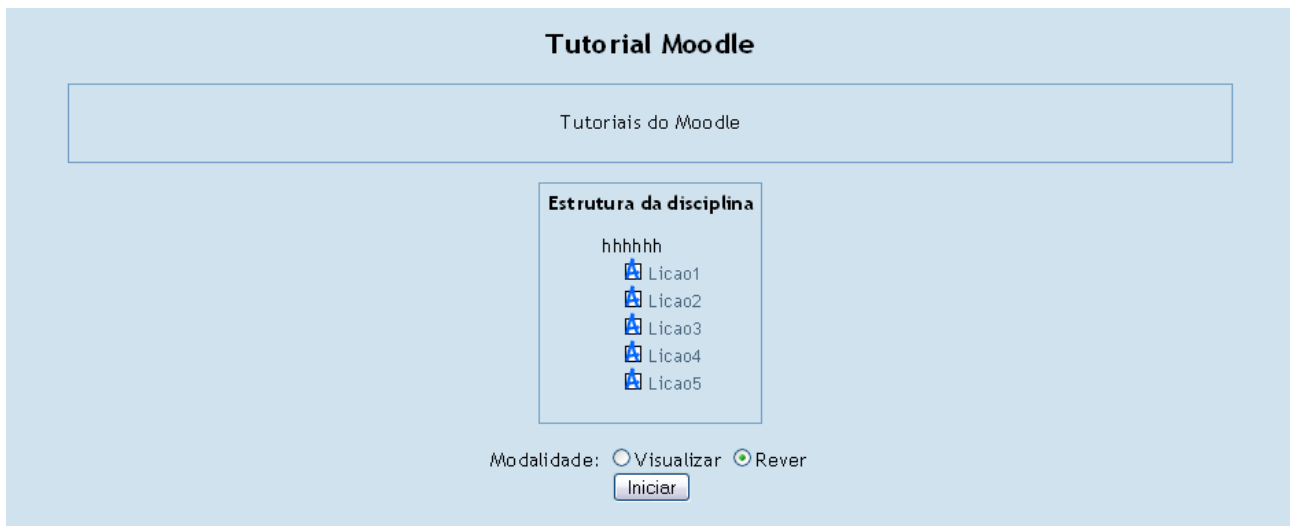 Tutorial Moodle
Tutoriais do Moodle
Estrutura da disciplina
hhhhhh
Licao1
Licao2
Licao3
Licao4
Licao5
Modalidade: Visualizar Rever
Iniciar